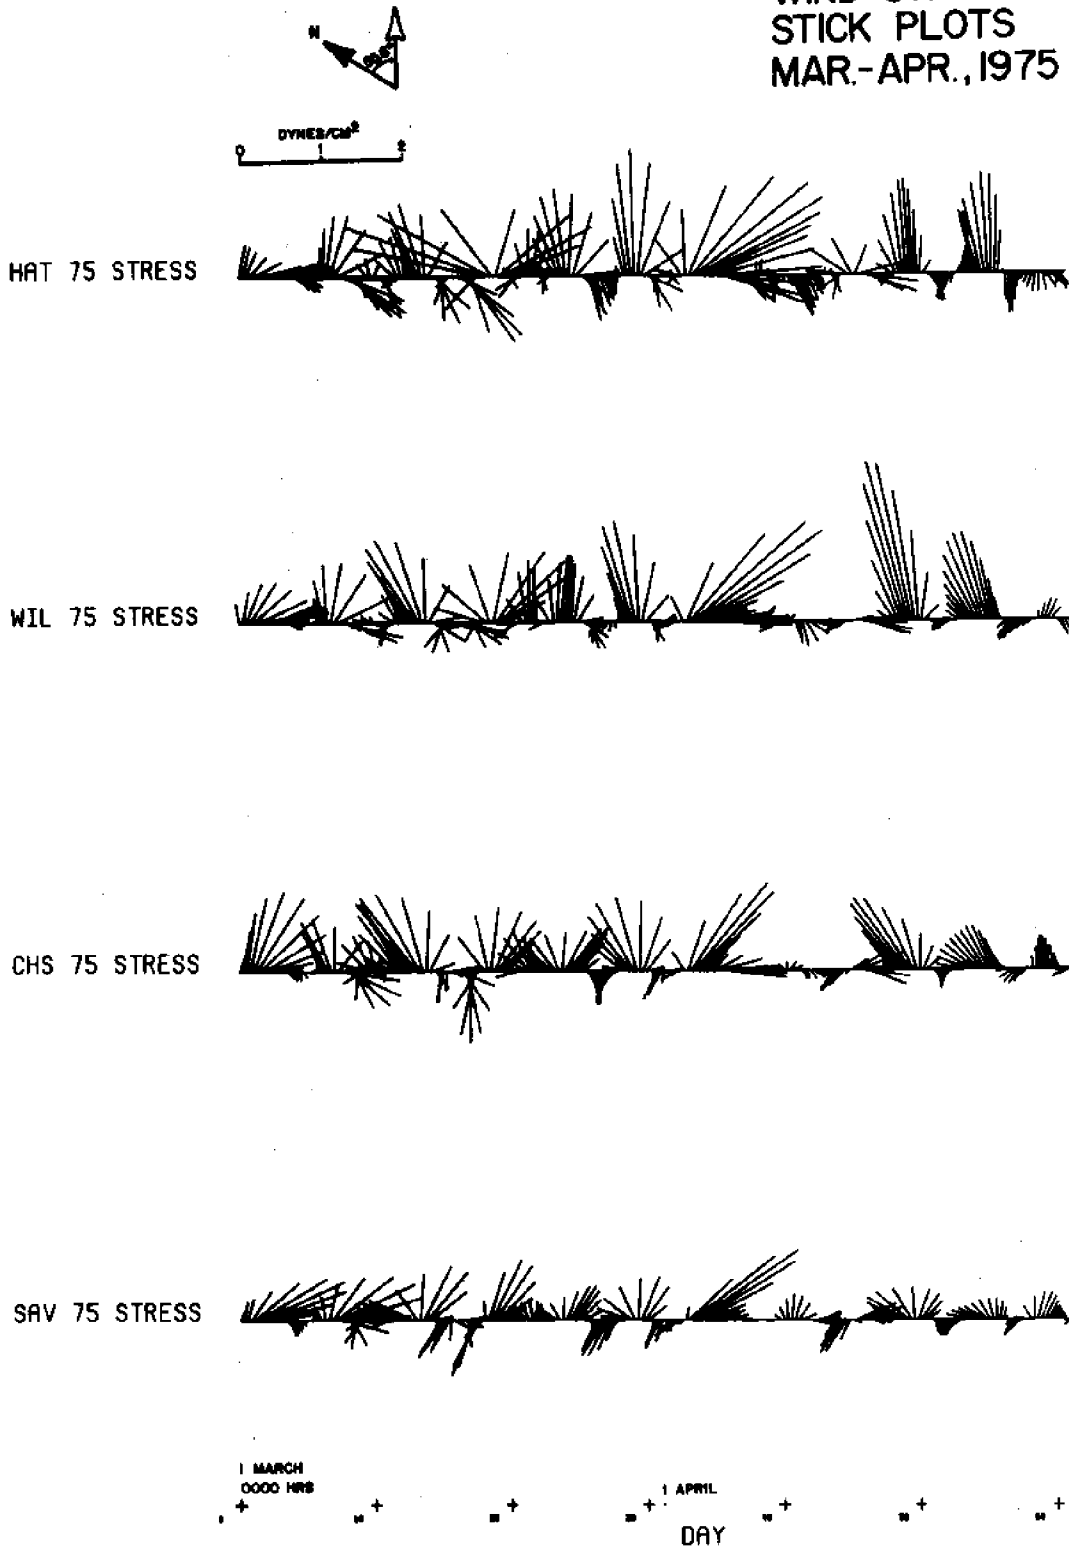 STICK PLOTS
MAR.-APR., 1975
N
DYNES/CM²
0 1 2
HAT 75 STRESS
WIL 75 STRESS
CHS 75 STRESS
SAV 75 STRESS
1 MARCH
0000 HRS
1 APRIL
DAY